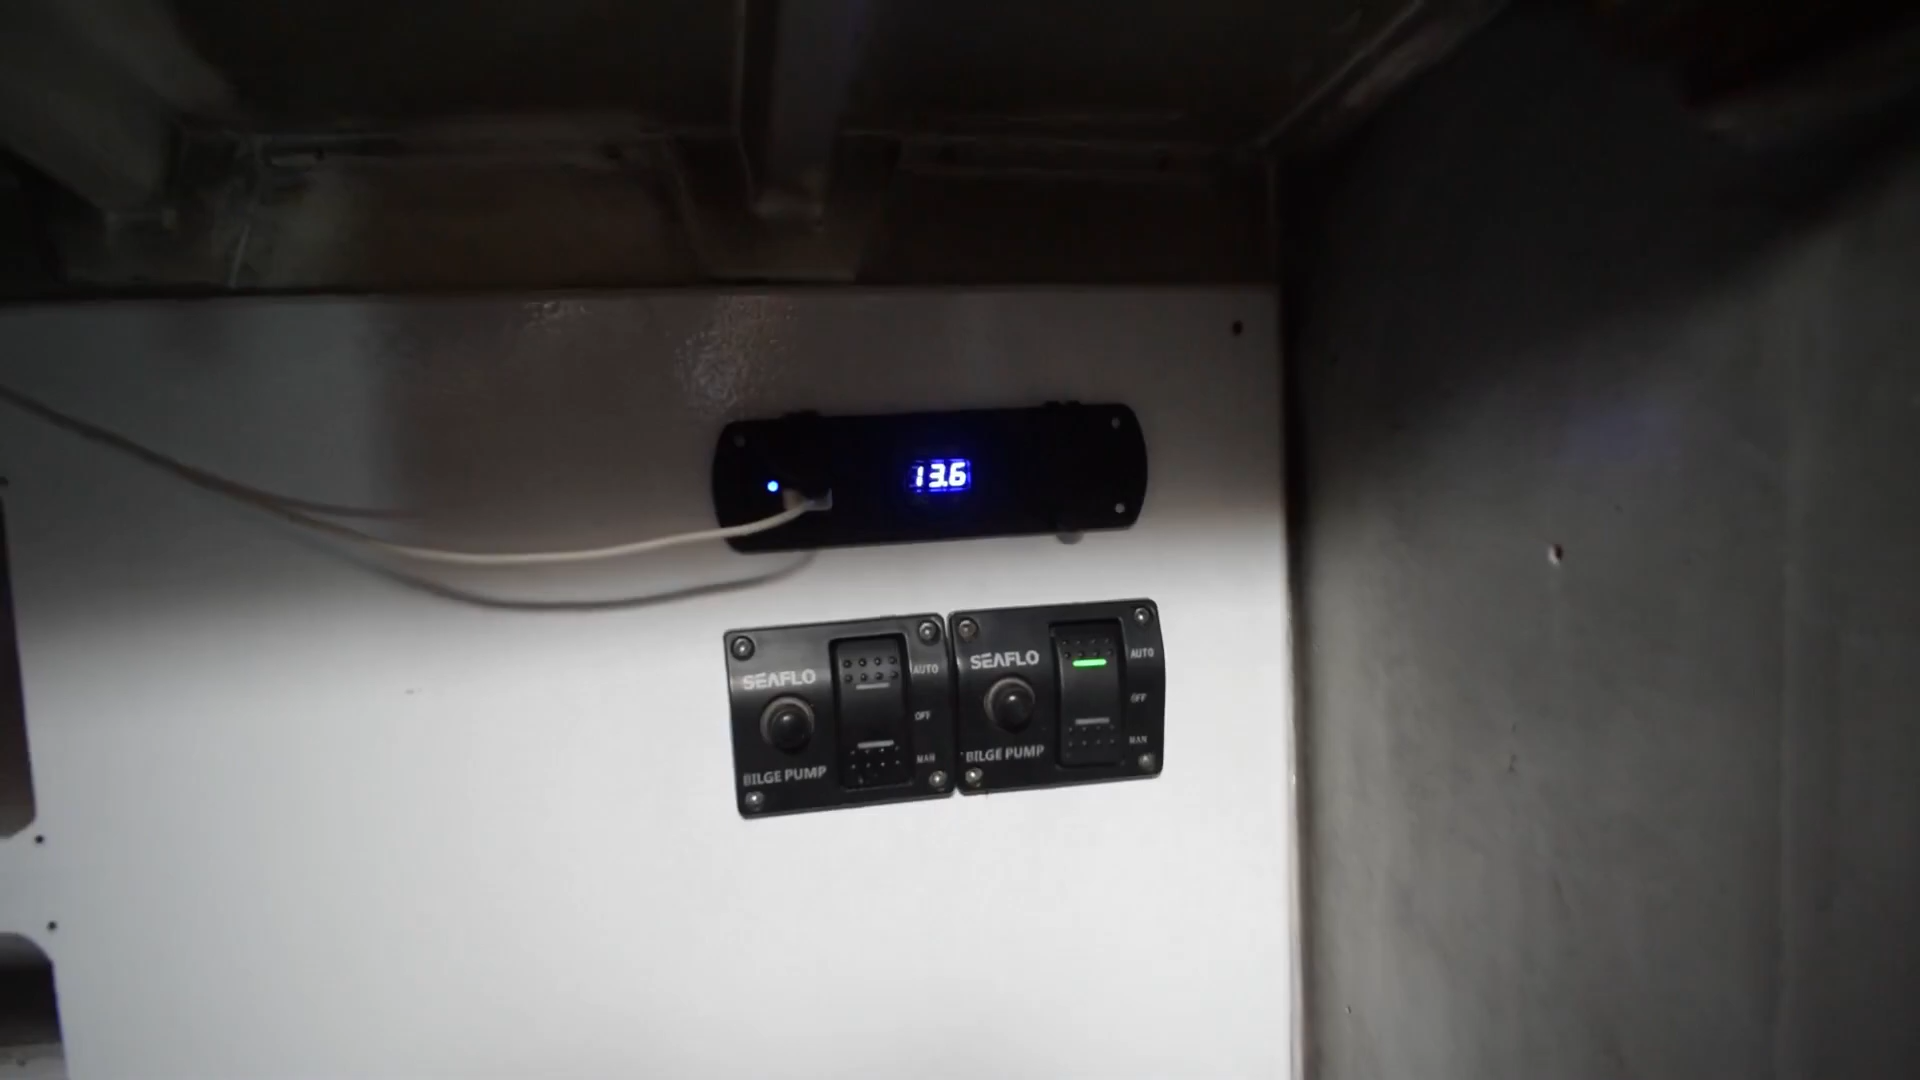 13.6
SEAFLO
AUTO
OFF
MAN
BILGE PUMP
SEAFLO
AUTO
OFF
MAN
BILGE PUMP